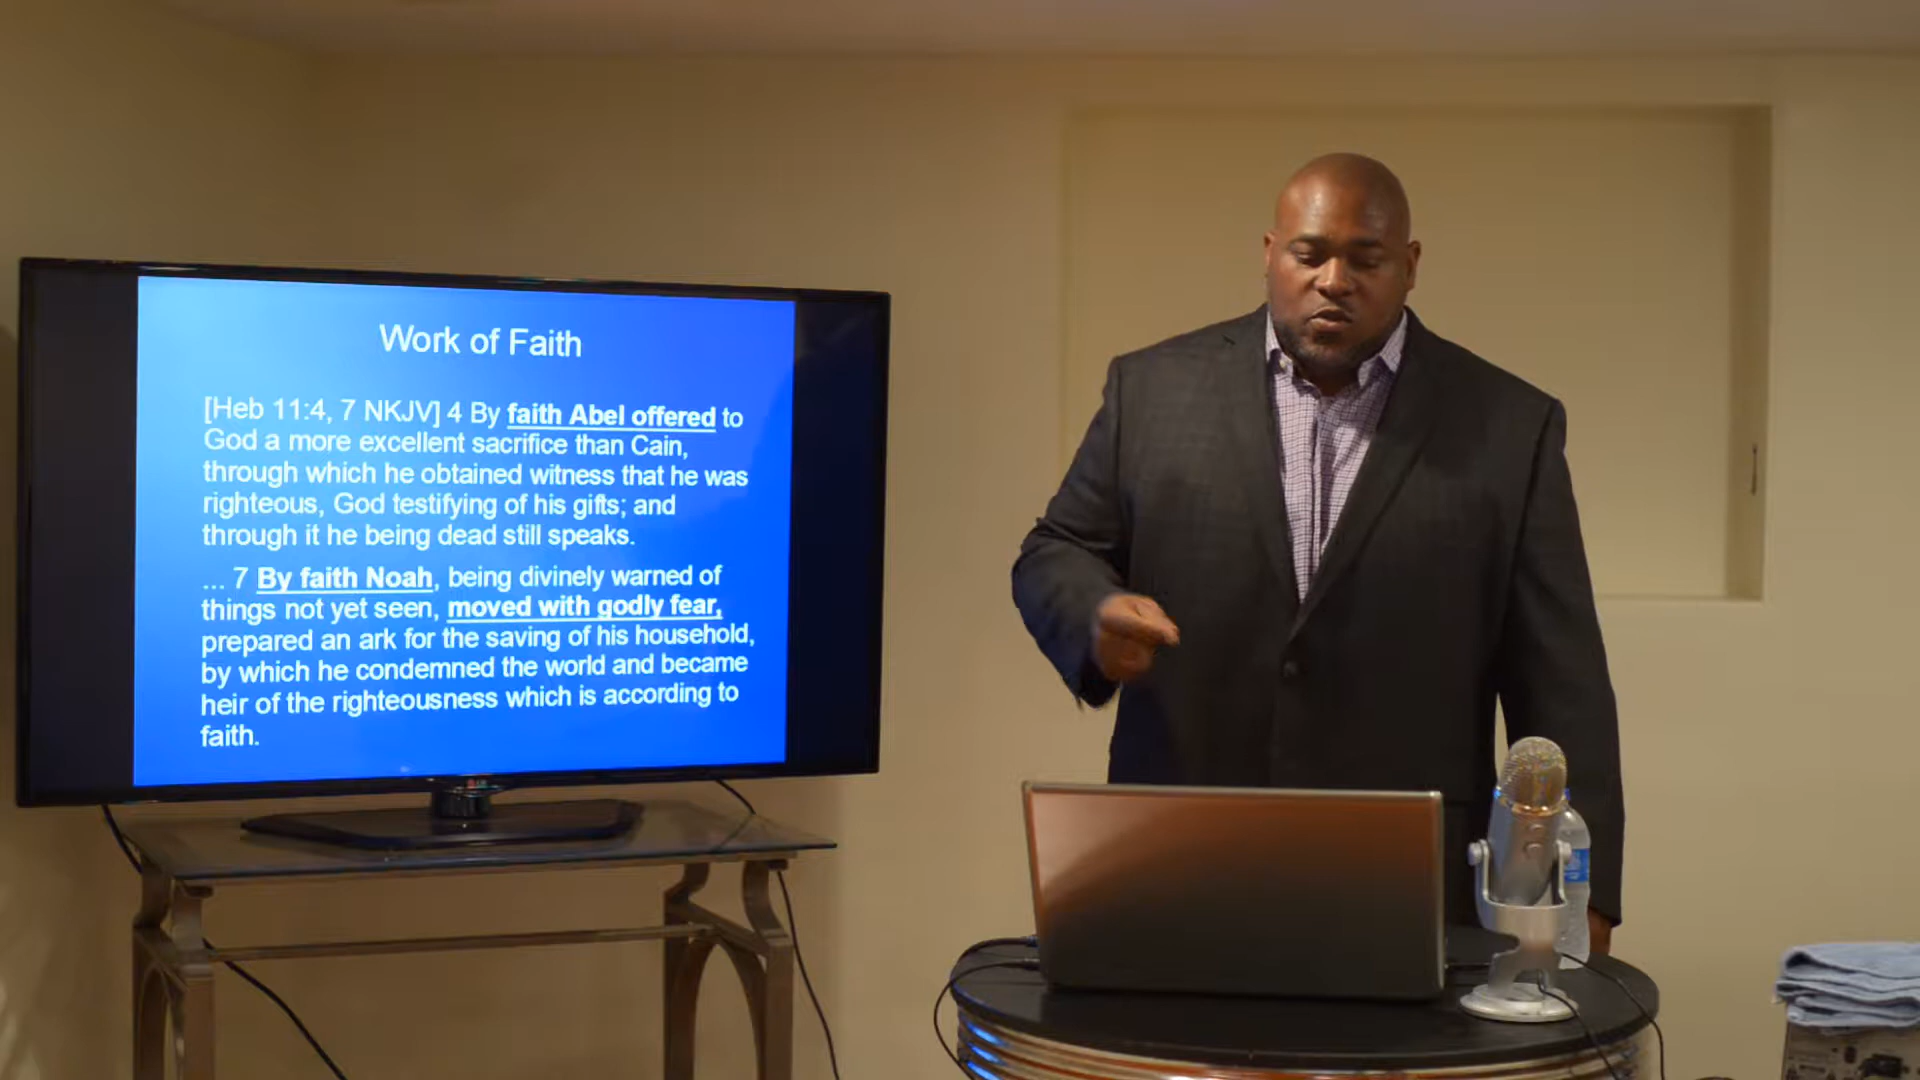 Work of Faith
[Heb 11:4, 7 NKJV] 4 By faith Abel offered to
God a more excellent sacrifice than Cain,
through which he obtained witness that he was
righteous, God testifying of his gifts; and
through it he being dead still speaks.
... 7 By faith Noah, being divinely warned of
things not yet seen, moved with godly fear,
prepared an ark for the saving of his household,
by which he condemned the world and became
heir of the righteousness which is according to
faith.